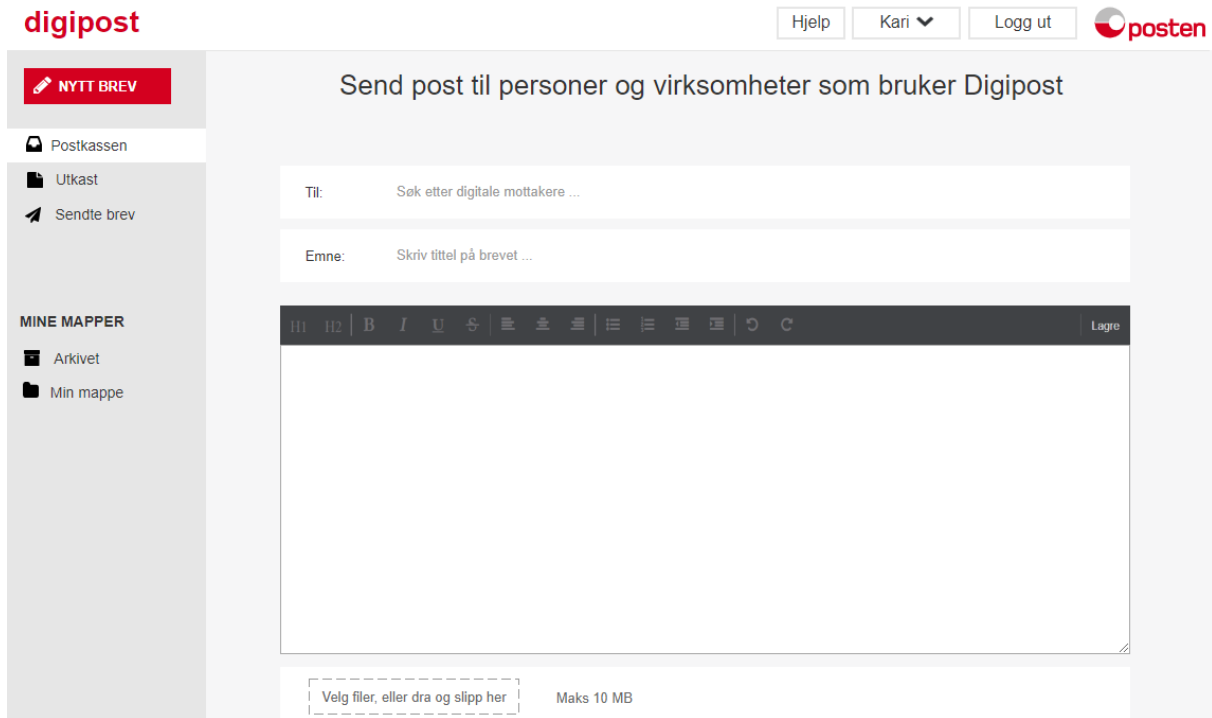 digipost
Hjelp
Kari
Logg ut
posten
NYTT BREV
Postkassen
Utkast
Sendte brev
MINE MAPPER
Arkivet
Min mappe
Send post til personer og virksomheter som bruker Digipost
Til: Søk etter digitale mottakere ...
Emne: Skriv tittel på brevet ...
H1 H2 B I U S Lagre
Velg filer, eller dra og slipp her Maks 10 MB